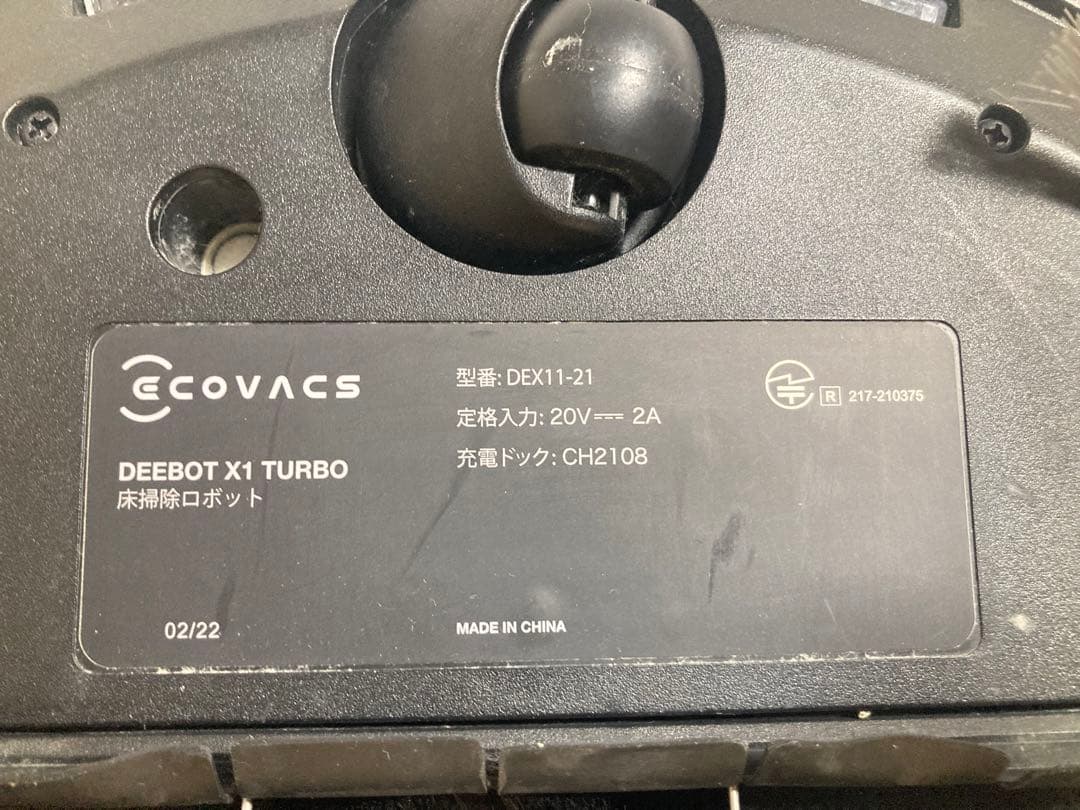 ECOVACS
DEEBOT X1 TURBO
床掃除ロボット
02/22
型番: DEX11-21
定格入力: 20V⎓ 2A
充電ドック: CH2108
MADE IN CHINA
R 217-210375